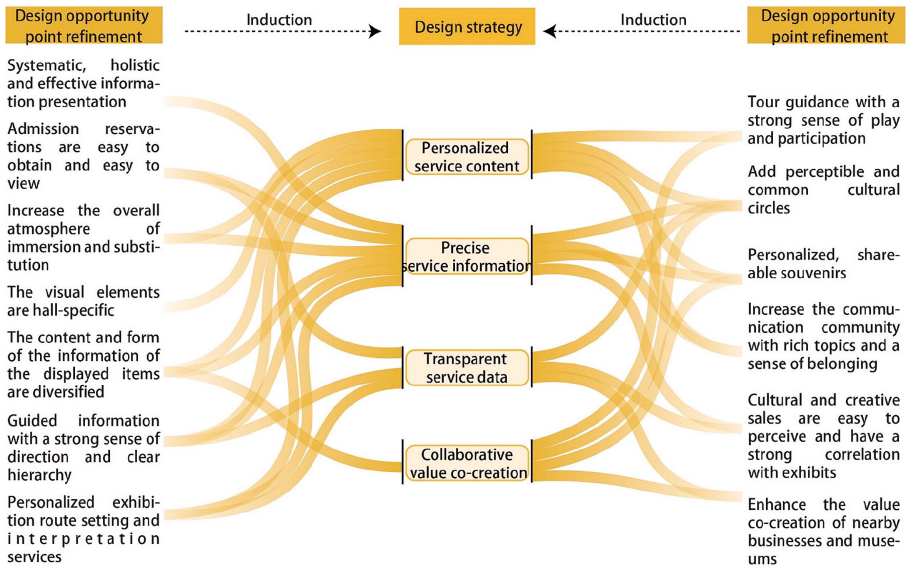 Design opportunity
point refinement
Induction
Design strategy
Induction
Design opportunity
point refinement
Systematic, holistic
and effective informa-
tion presentation
Admission reserva-
tions are easy to
obtain and easy to
view
Increase the overall
atmosphere of
immersion and substi-
tution
The visual elements
are hall-specific
The content and form
of the information of
the displayed items
are diversified
Guided information
with a strong sense of
direction and clear
hierarchy
Personalized exhibi-
tion route setting and
interpretation
services
Personalized
service content
Precise
service information
Transparent
service data
Collaborative
value co-creation
Tour guidance with a
strong sense of play
and participation
Add perceptible and
common cultural
circles
Personalized, share-
able souvenirs
Increase the commu-
nication community
with rich topics and a
sense of belonging
Cultural and creative
sales are easy to
perceive and have a
strong correlation
with exhibits
Enhance the value
co-creation of nearby
businesses and muse-
ums